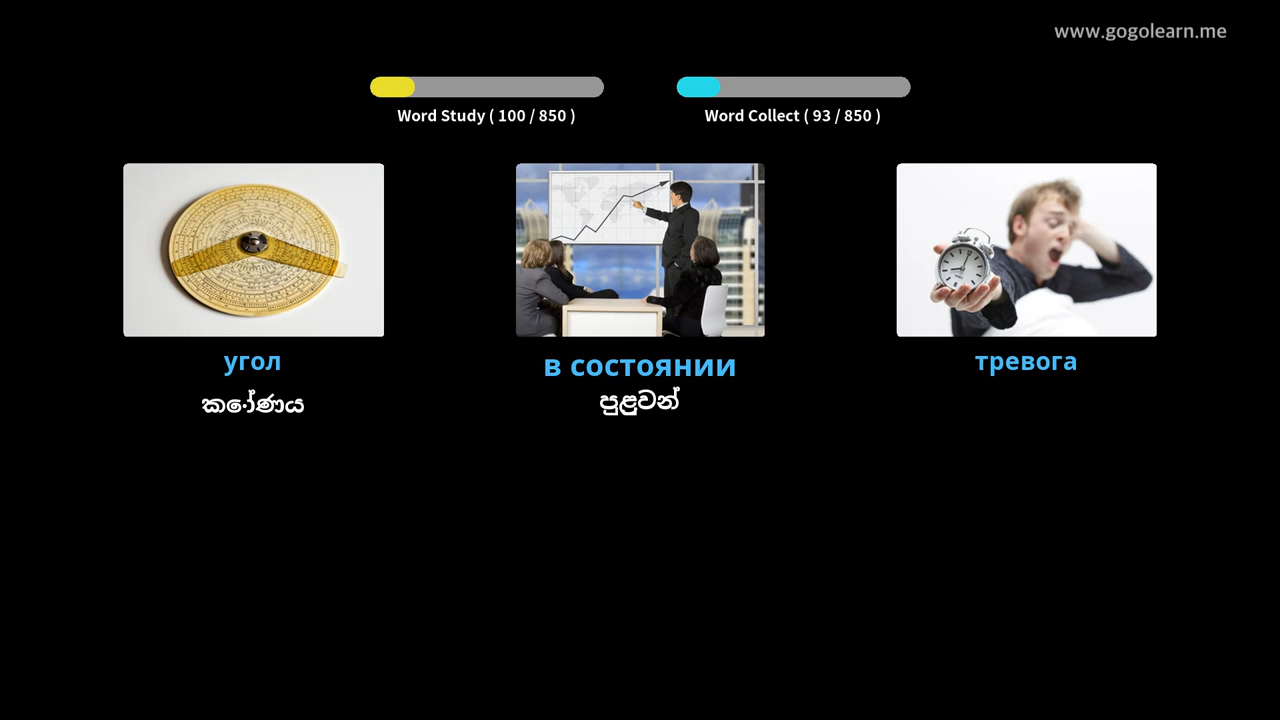 www.gogolearn.me
Word Study ( 100 / 850 )
Word Collect ( 93 / 850 )
угол
в состоянии
тревога
කෝණය
පුළුවන්